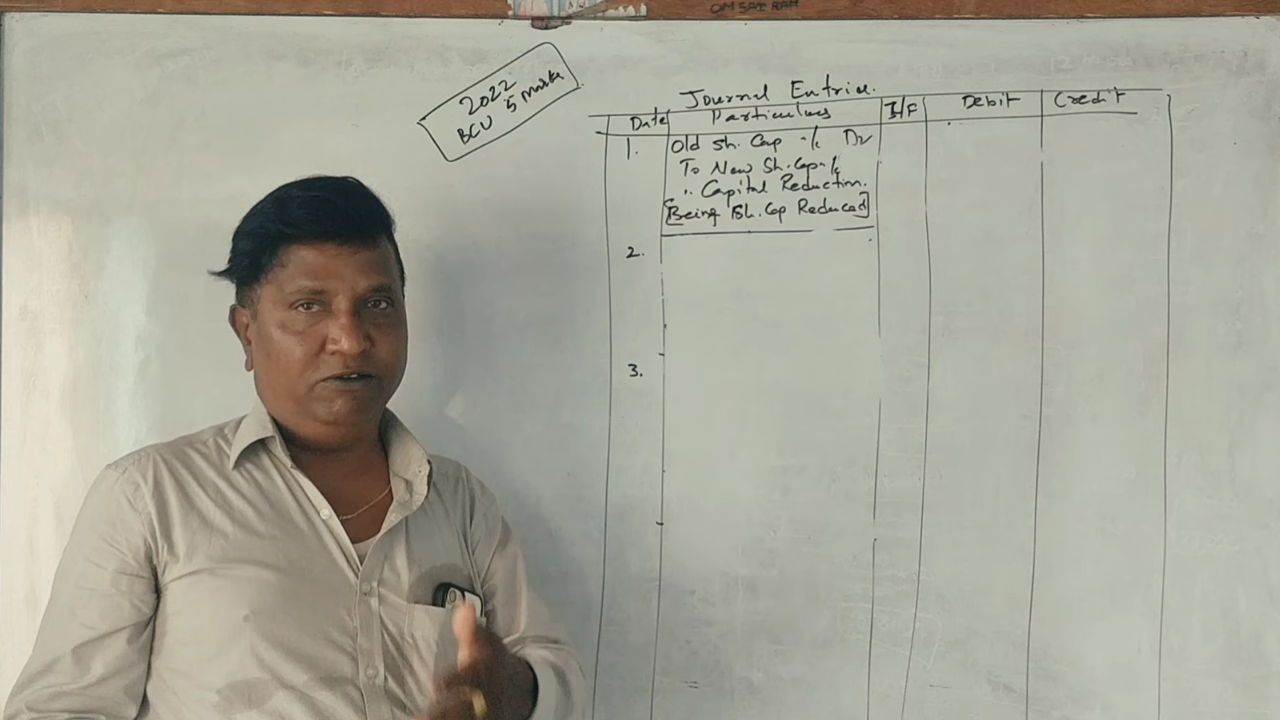 OM SAI RAM
2022
BCU 5 Marks
Journal Entries.
Date Particulars I/F Debit Credit
1. Old Sh. Cap A/c Dr
To New Sh. Cap A/c
" Capital Reduction.
[Being Sh. Cap Reduced]
2.
3.